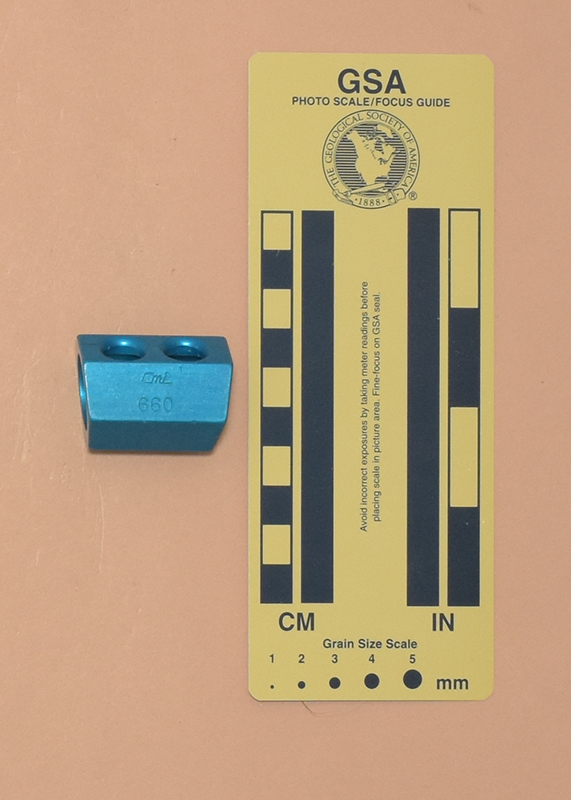 GSA
PHOTO SCALE/FOCUS GUIDE
THE GEOLOGICAL SOCIETY OF AMERICA
·1888·
®
Avoid incorrect exposures by taking meter readings before
placing scale in picture area. Fine-focus on GSA seal.
CMI
660
CM
IN
Grain Size Scale
1 2 3 4 5
mm